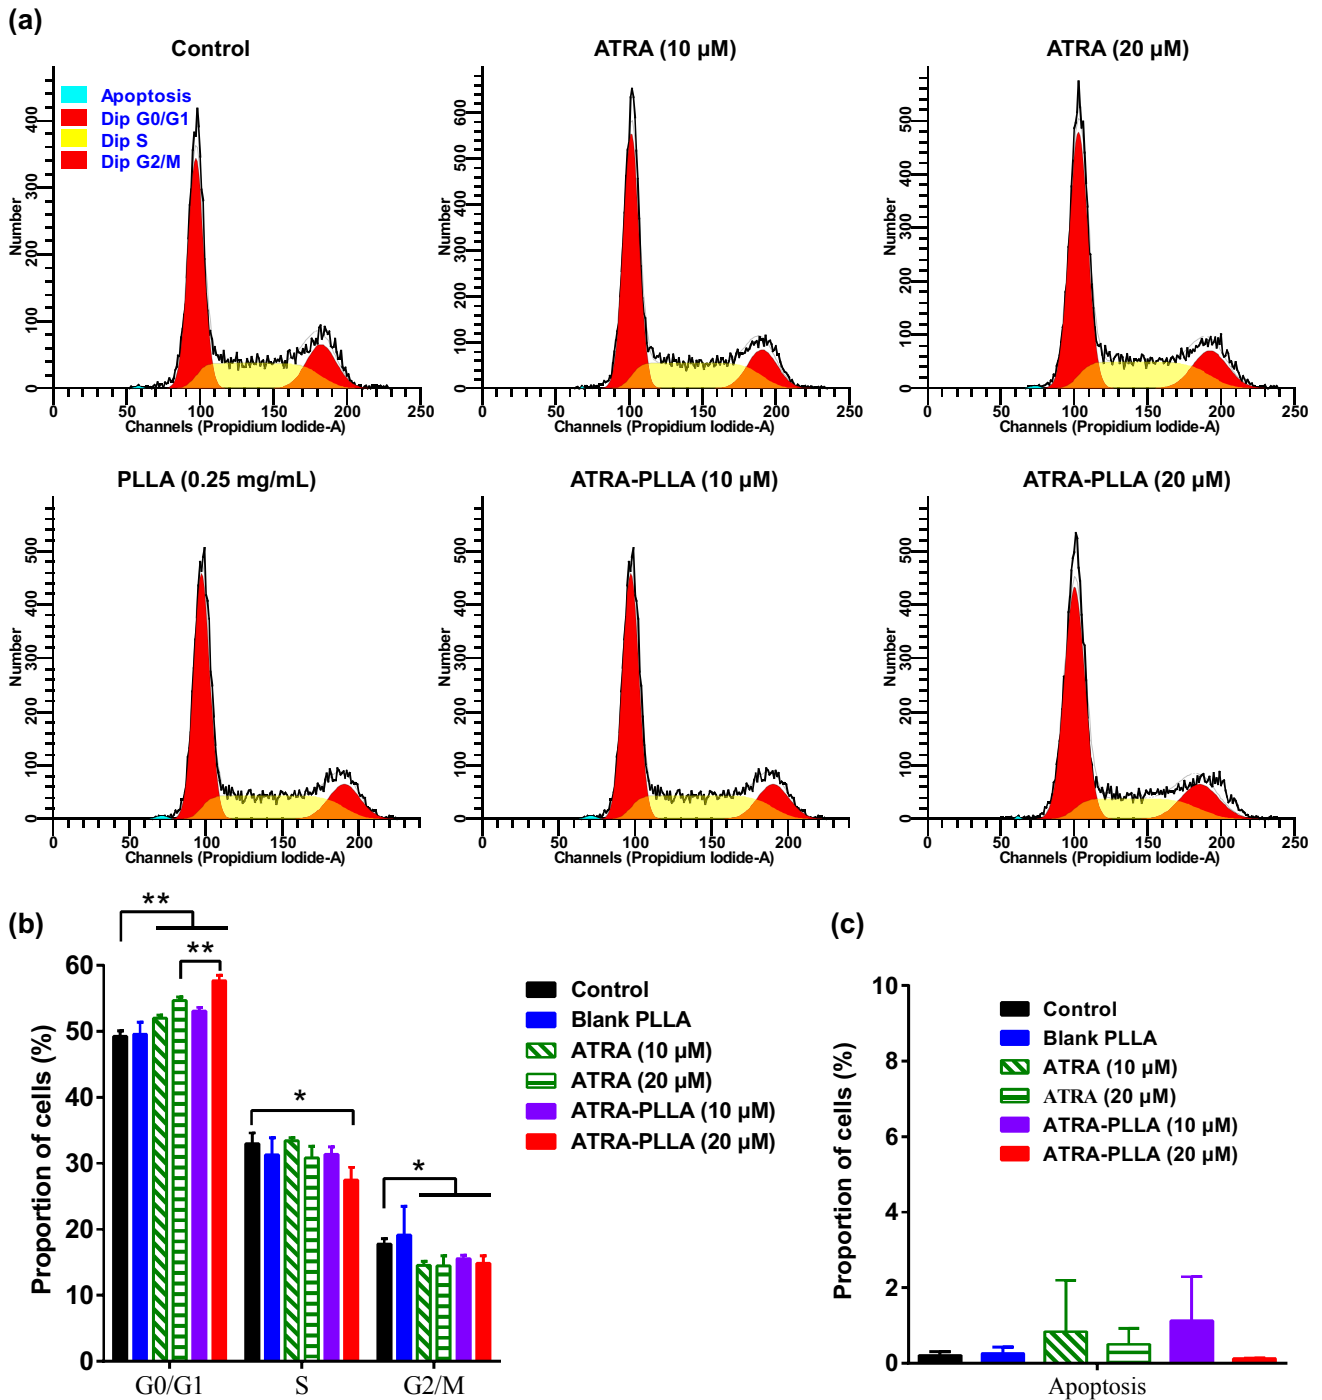 (a)
Control
ATRA (10 µM)
ATRA (20 µM)
Apoptosis
Dip G0/G1
Dip S
Dip G2/M
Number
0 100 200 300 400
0 50 100 150 200 250
Channels (Propidium Iodide-A)
Number
0 100 200 300 400 500 600
0 50 100 150 200 250
Channels (Propidium Iodide-A)
Number
0 100 200 300 400 500
0 50 100 150 200 250
Channels (Propidium Iodide-A)
PLLA (0.25 mg/mL)
ATRA-PLLA (10 µM)
ATRA-PLLA (20 µM)
Number
0 100 200 300 400 500
0 50 100 150 200
Channels (Propidium Iodide-A)
Number
0 100 200 300 400 500
0 50 100 150 200
Channels (Propidium Iodide-A)
Number
0 100 200 300 400 500
0 50 100 150 200 250
Channels (Propidium Iodide-A)
(b)
**
**
*
*
Proportion of cells (%)
60
50
40
30
20
10
0
G0/G1 S G2/M
Control
Blank PLLA
ATRA (10 µM)
ATRA (20 µM)
ATRA-PLLA (10 µM)
ATRA-PLLA (20 µM)
(c)
Proportion of cells (%)
10
8
6
4
2
0
Apoptosis
Control
Blank PLLA
ATRA (10 µM)
ATRA (20 µM)
ATRA-PLLA (10 µM)
ATRA-PLLA (20 µM)